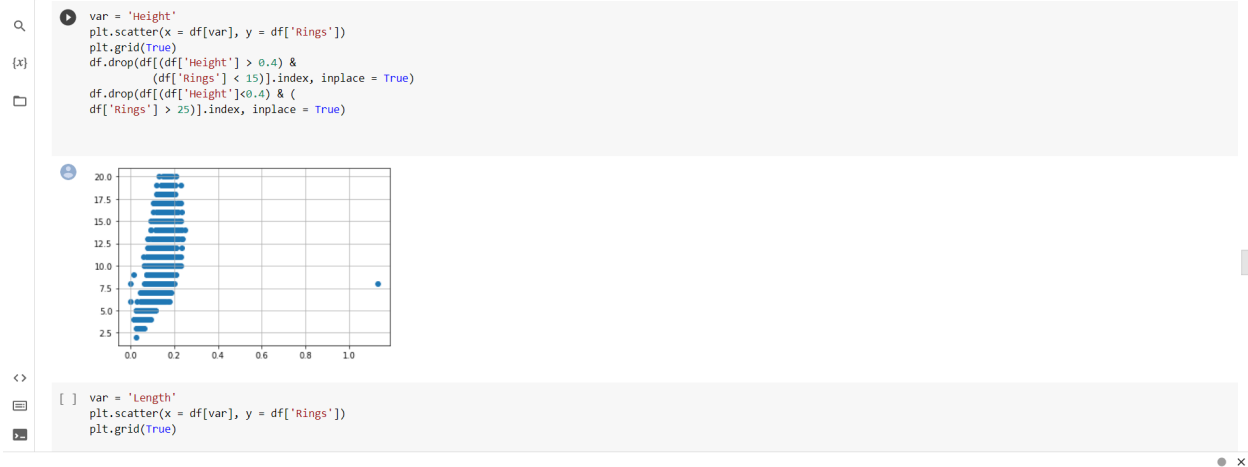 var = 'Height'
plt.scatter(x = df[var], y = df['Rings'])
plt.grid(True)
df.drop(df[(df['Height'] > 0.4) &
(df['Rings'] < 15)].index, inplace = True)
df.drop(df[(df['Height']<0.4) & (
df['Rings'] > 25)].index, inplace = True)
{x}
20.0
17.5
15.0
12.5
10.0
7.5
5.0
2.5
0.0 0.2 0.4 0.6 0.8 1.0
<>
[ ] var = 'Length'
plt.scatter(x = df[var], y = df['Rings'])
plt.grid(True)